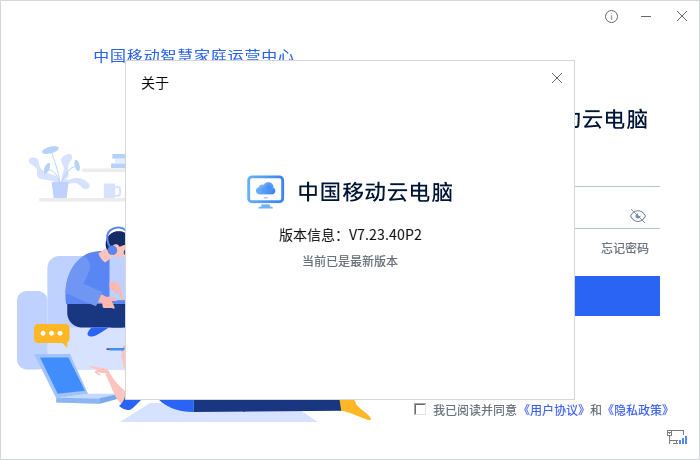 中国移动智慧家庭运营中心
关于
动云电脑
中国移动云电脑
版本信息：V7.23.40P2
当前已是最新版本
忘记密码
我已阅读并同意《用户协议》和《隐私政策》